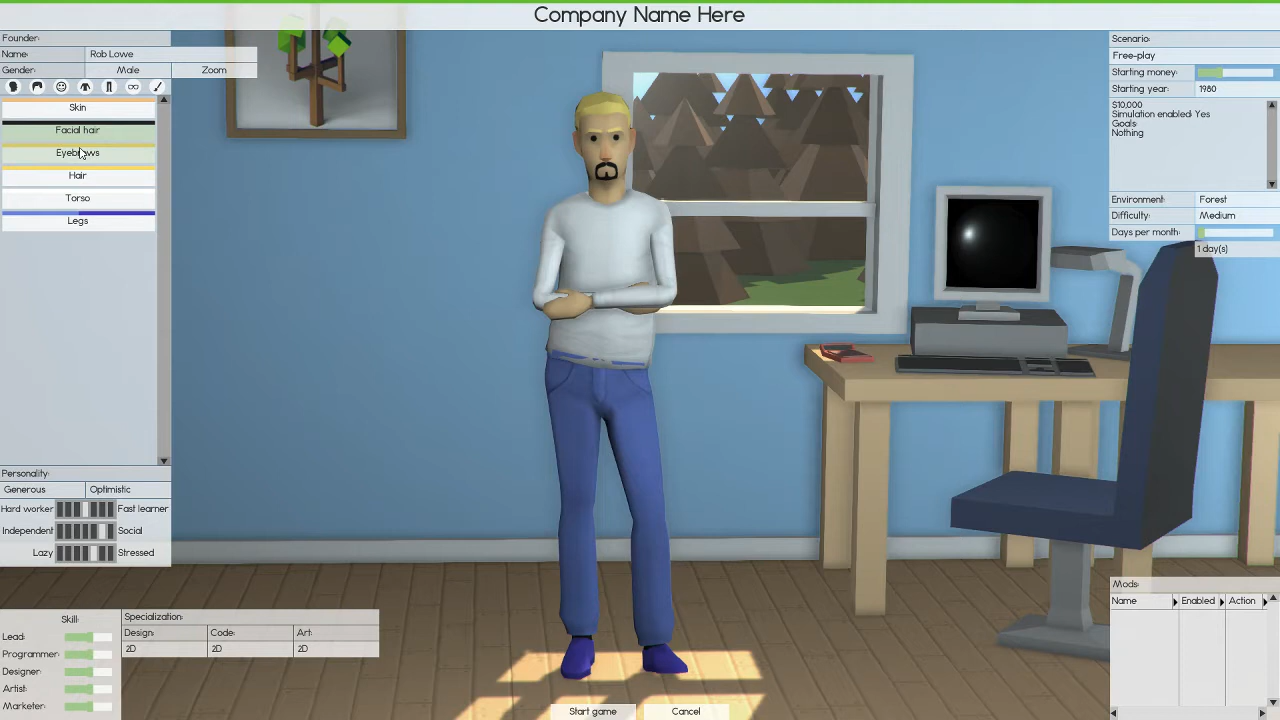 Company Name Here
Founder:
Name: Rob Lowe
Gender: Male Zoom
Skin
Facial hair
Eyebrows
Hair
Torso
Legs
Personality:
Generous Optimistic
Hard worker Fast learner
Independent Social
Lazy Stressed
Skill:
Lead:
Programmer:
Designer:
Artist:
Marketer:
Specialization:
Design: Code: Art:
2D 2D 2D
Start game Cancel
Scenario:
Free-play
Starting money:
Starting year: 1980
$10,000
Simulation enabled: Yes
Goals:
Nothing
Environment: Forest
Difficulty: Medium
Days per month:
1 day(s)
Mods:
Name Enabled Action